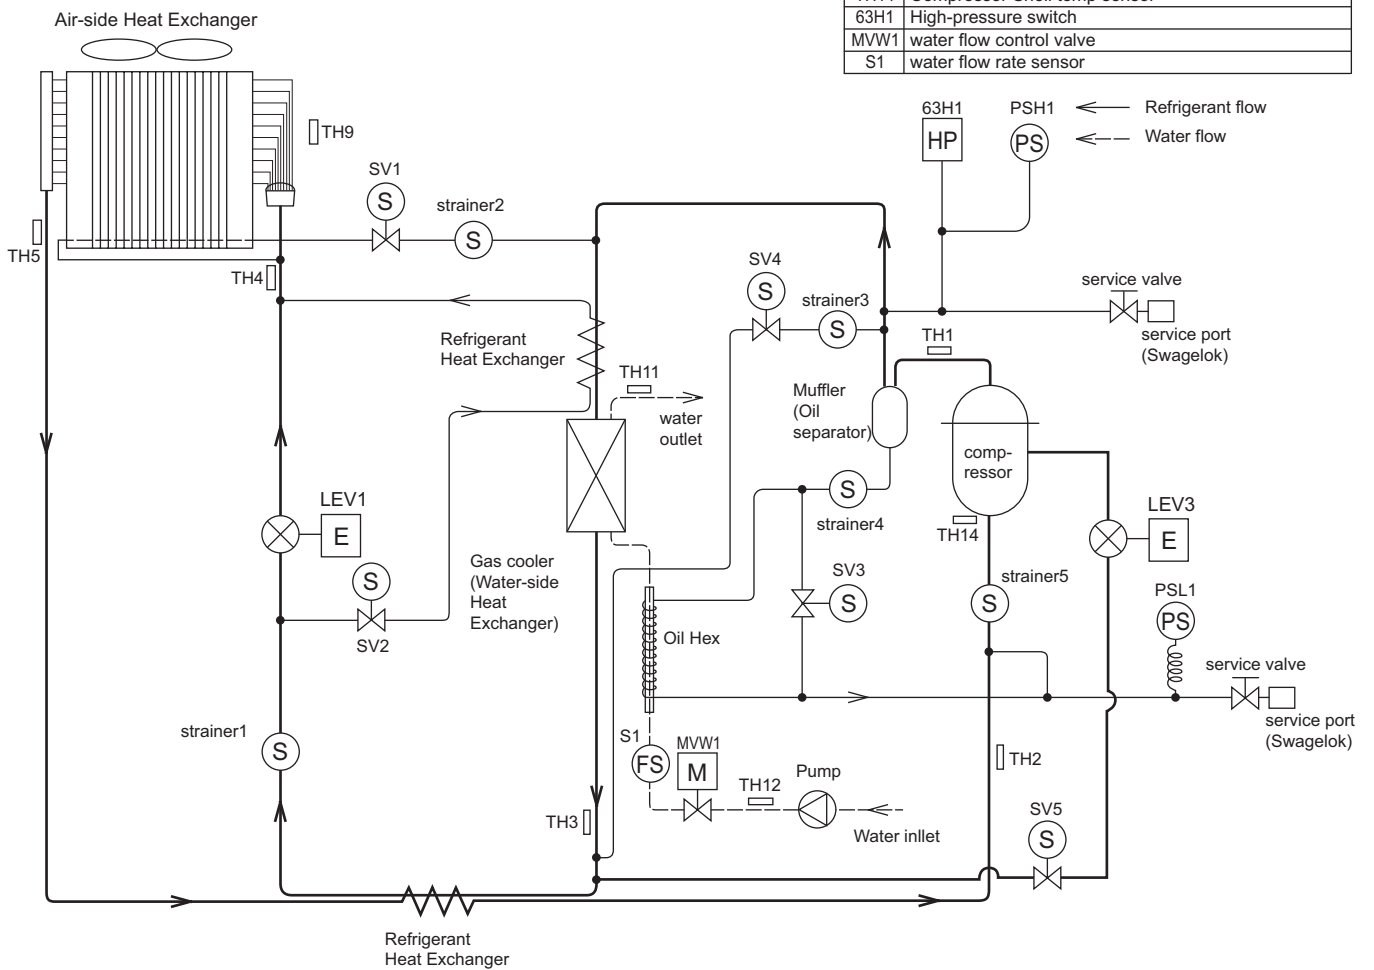 Air-side Heat Exchanger
63H1 High-pressure switch
MVW1 water flow control valve
S1 water flow rate sensor
63H1
PSH1
Refrigerant flow
HP
PS
Water flow
TH9
SV1
S
strainer2
S
TH5
TH4
SV4
S
strainer3
S
service valve
service port
(Swagelok)
TH1
Refrigerant
Heat Exchanger
TH11
water
outlet
Muffler
(Oil
separator)
comp-
ressor
LEV1
E
S
strainer4
TH14
LEV3
E
S
SV2
Gas cooler
(Water-side
Heat
Exchanger)
SV3
S
strainer5
S
PSL1
PS
Oil Hex
service valve
service port
(Swagelok)
strainer1
S
S1
FS
MVW1
M
TH12
Pump
TH2
Water inllet
TH3
SV5
S
Refrigerant
Heat Exchanger